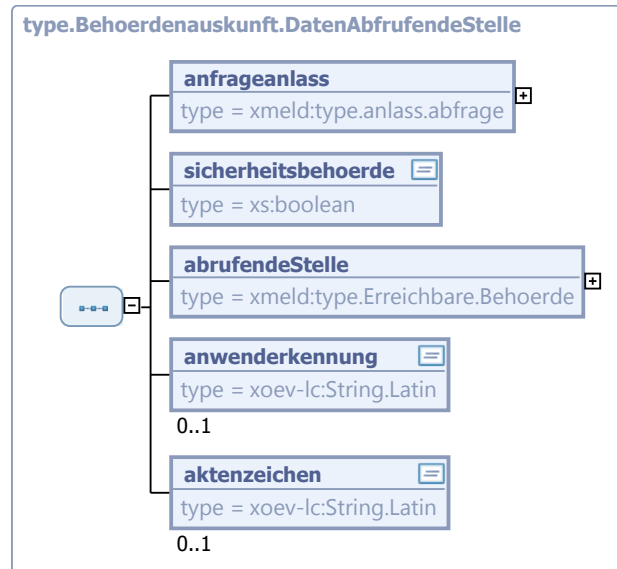 type.Behoerdenauskunft.DatenAbfrufendeStelle
anfrageanlass
type = xmeld:type.anlass.abfrage
sicherheitsbehoerde
type = xs:boolean
abrufendeStelle
type = xmeld:type.Erreichbare.Behoerde
anwenderkennung
type = xoev-lc:String.Latin
0..1
aktenzeichen
type = xoev-lc:String.Latin
0..1